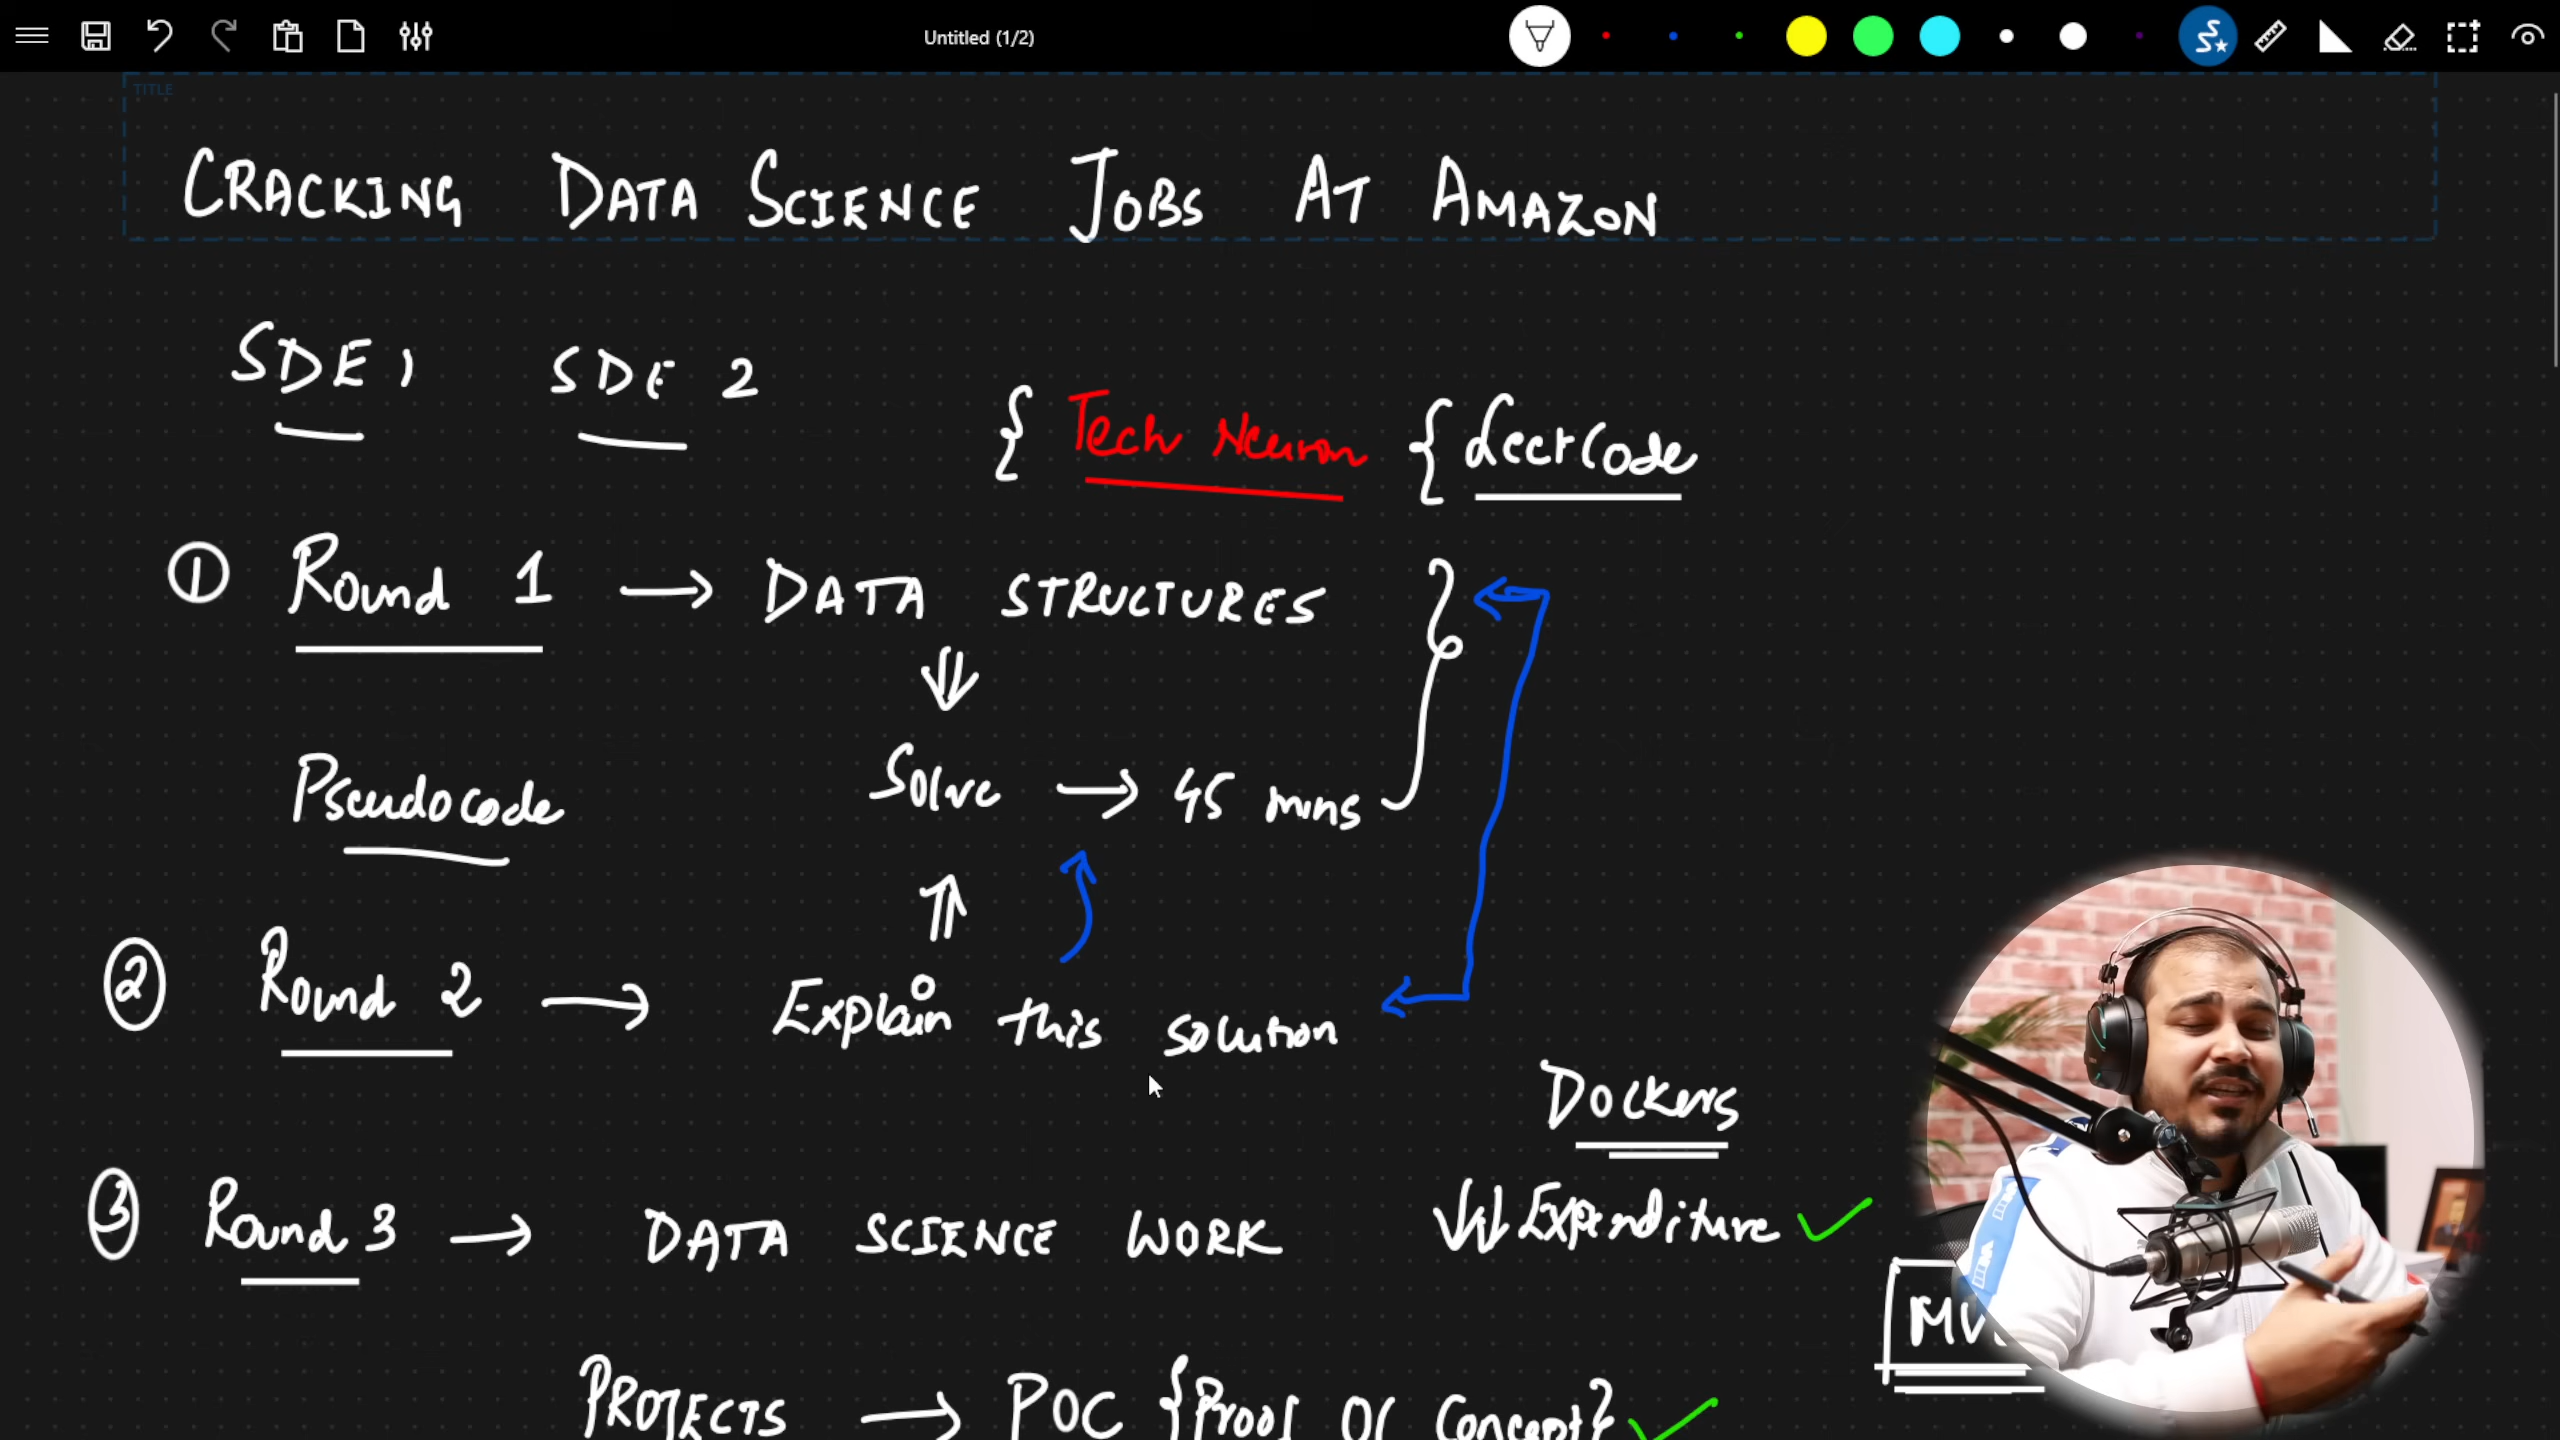 Untitled (1/2)
TITLE
CRACKING DATA SCIENCE JOBS AT AMAZON
SDE 1 SDE 2
{ Tech Neuron { LeetCode
① Round 1 → DATA STRUCTURES }
⇓
Pseudocode Solve → 45 mins
⇑
② Round 2 → Explain this solution
Dockers
③ Round 3 → DATA SCIENCE WORK ↓↓↓ Expenditure ✓
PROJECTS → POC {Proof Of Concept} ✓